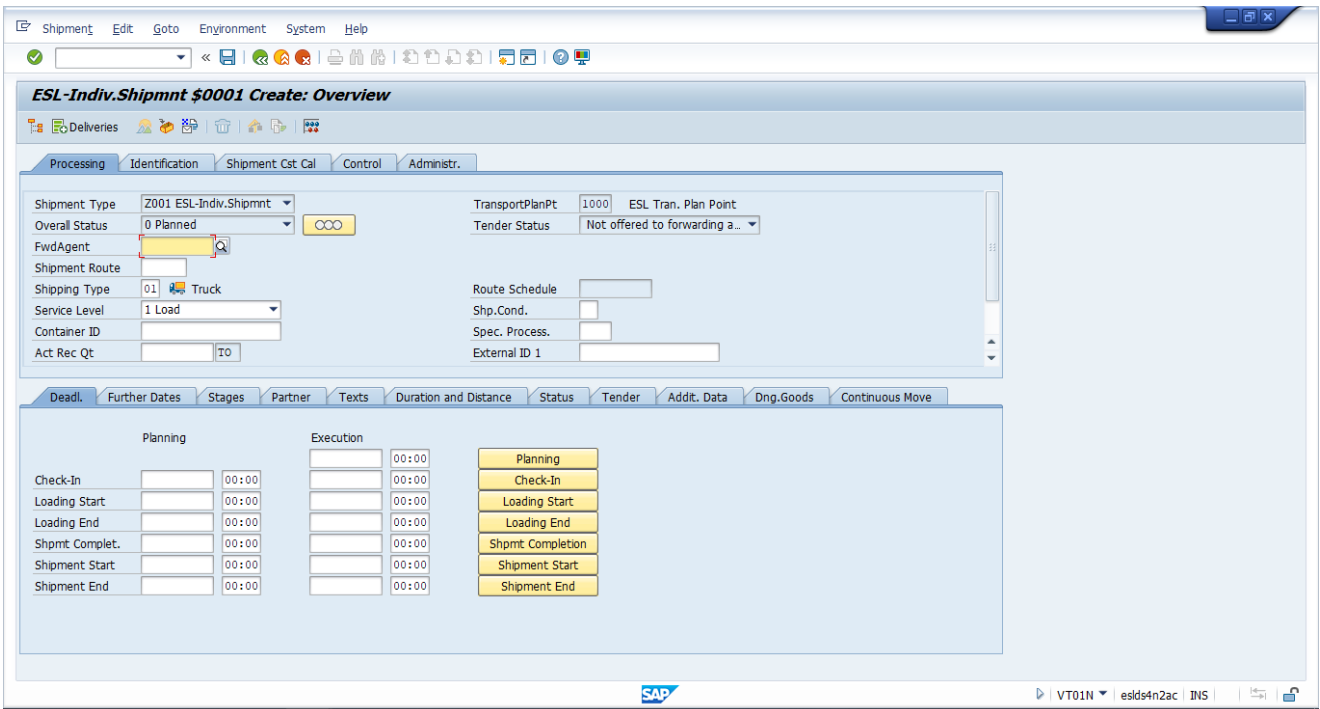 Shipment Edit Goto Environment System Help
ESL-Indiv.Shipmnt $0001 Create: Overview
Deliveries
Processing Identification Shipment Cst Cal Control Administr.
Shipment Type Z001 ESL-Indiv.Shipmnt TransportPlanPt 1000 ESL Tran. Plan Point
Overall Status 0 Planned Tender Status Not offered to forwarding a...
FwdAgent
Shipment Route
Shipping Type 01 Truck Route Schedule
Service Level 1 Load Shp.Cond.
Container ID Spec. Process.
Act Rec Qt TO External ID 1
Deadl. Further Dates Stages Partner Texts Duration and Distance Status Tender Addit. Data Dng.Goods Continuous Move
Planning Execution
00:00 Planning
Check-In 00:00 00:00 Check-In
Loading Start 00:00 00:00 Loading Start
Loading End 00:00 00:00 Loading End
Shpmt Complet. 00:00 00:00 Shpmt Completion
Shipment Start 00:00 00:00 Shipment Start
Shipment End 00:00 00:00 Shipment End
SAP VT01N eslds4n2ac INS